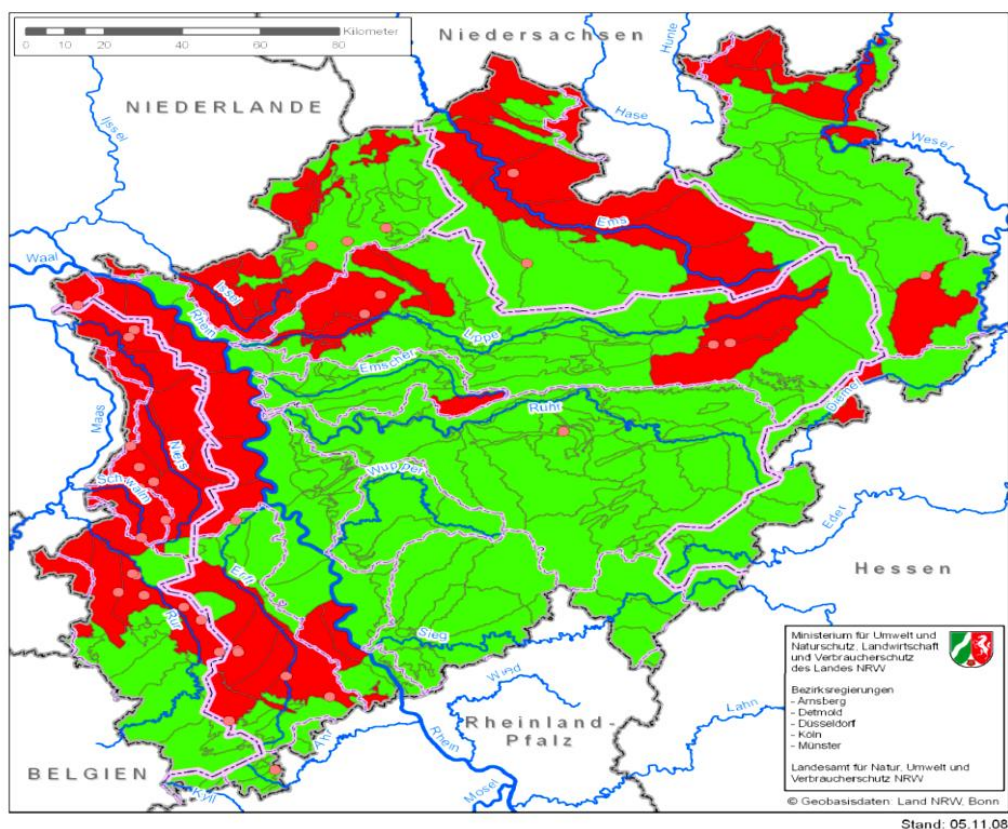 0 5 10 20 40 60 80 Kilometer
Niedersachsen
Hunte
NIEDERLANDE
Ijssel
Hase
Weser
Ems
Waal
Issel
Rhein
Lippe
Emscher
Ruhr
Diemel
Maas
Niers
Wupper
Schwalm
Eder
Hessen
Erft
Rur
Sieg
Ministerium für Umwelt und
Naturschutz, Landwirtschaft
und Verbraucherschutz
des Landes NRW
Bezirksregierungen
- Arnsberg
- Detmold
- Düsseldorf
- Köln
- Münster
Landesamt für Natur, Umwelt und
Verbraucherschutz NRW
Wied
Lahn
Rheinland-
Pfalz
Rhein
Ahr
BELGIEN
Kyll
Mosel
© Geobasisdaten: Land NRW, Bonn
Stand: 05.11.08